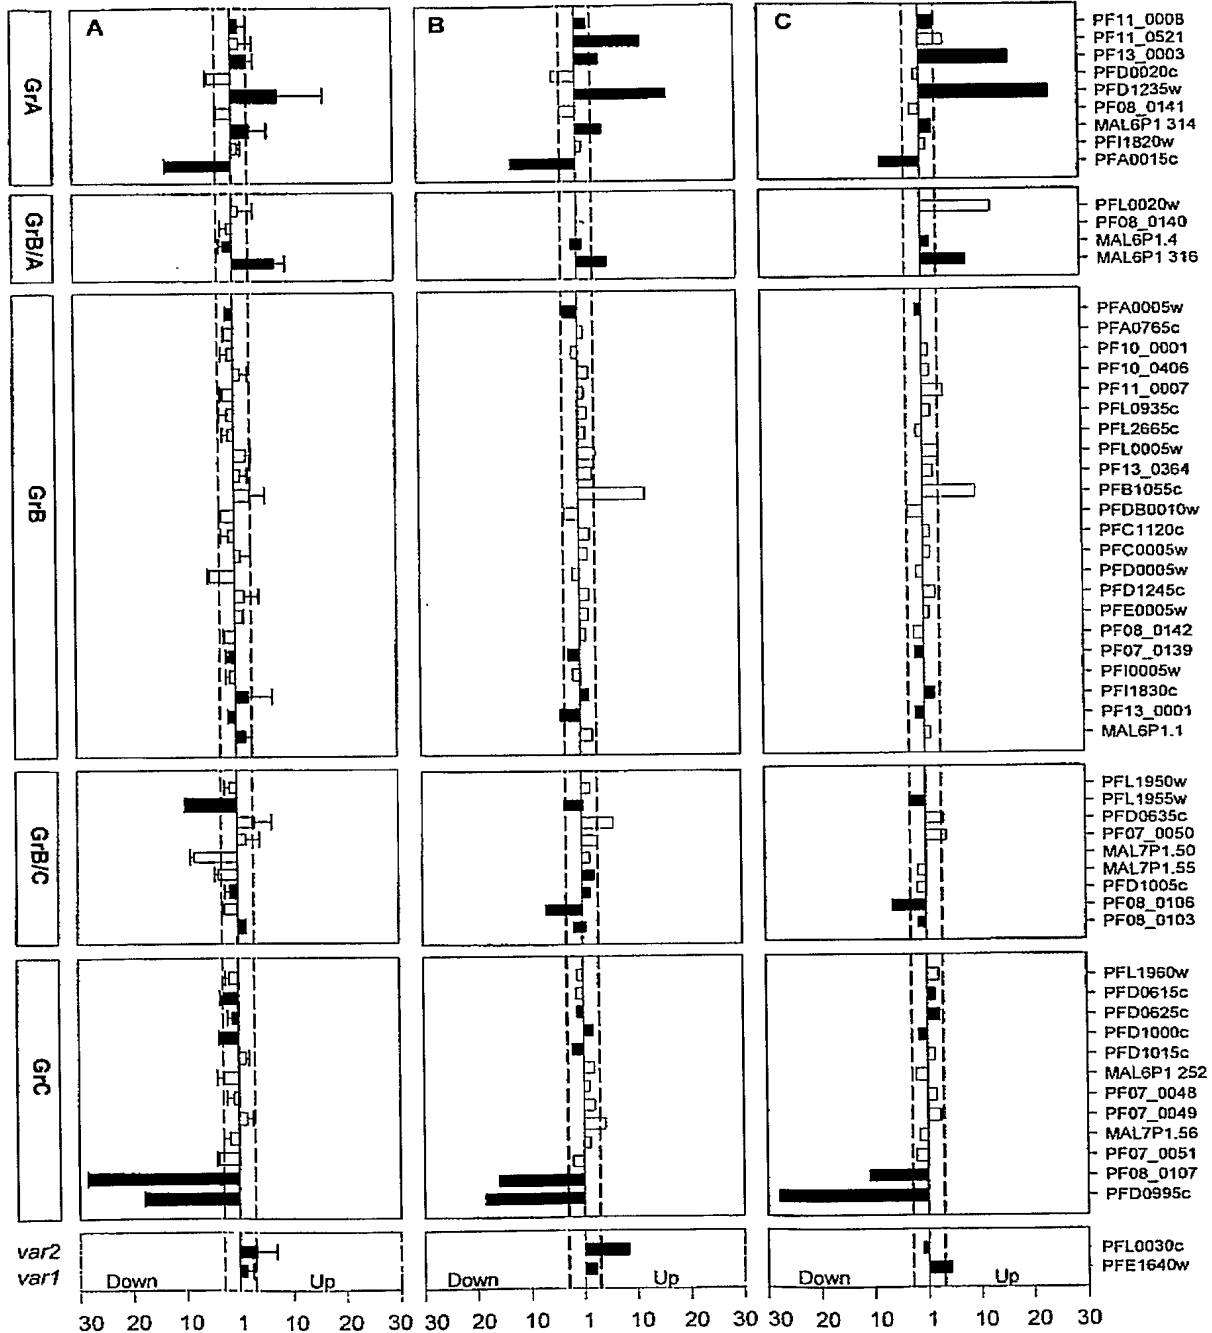 A
B
C
GrA
PF11_0008
PF11_0521
PF13_0003
PFD0020c
PFD1235w
PF08_0141
MAL6P1 314
PFI1820w
PFA0015c
GrB/A
PFL0020w
PF08_0140
MAL6P1.4
MAL6P1 316
GrB
PFA0005w
PFA0765c
PF10_0001
PF10_0406
PF11_0007
PFL0935c
PFL2665c
PFL0005w
PF13_0364
PFB1055c
PFDB0010w
PFC1120c
PFC0005w
PFD0005w
PFD1245c
PFE0005w
PF08_0142
PF07_0139
PFI0005w
PFI1830c
PF13_0001
MAL6P1.1
GrB/C
PFL1950w
PFL1955w
PFD0635c
PF07_0050
MAL7P1.50
MAL7P1.55
PFD1005c
PF08_0106
PF08_0103
GrC
PFL1960w
PFD0615c
PFD0625c
PFD1000c
PFD1015c
MAL6P1 252
PF07_0048
PF07_0049
MAL7P1.56
PF07_0051
PF08_0107
PFD0995c
var2
PFL0030c
var1
PFE1640w
Down Up Down Up Down Up
30 20 10 1 10 20 30 20 10 1 10 20 30 20 10 1 10 20 30